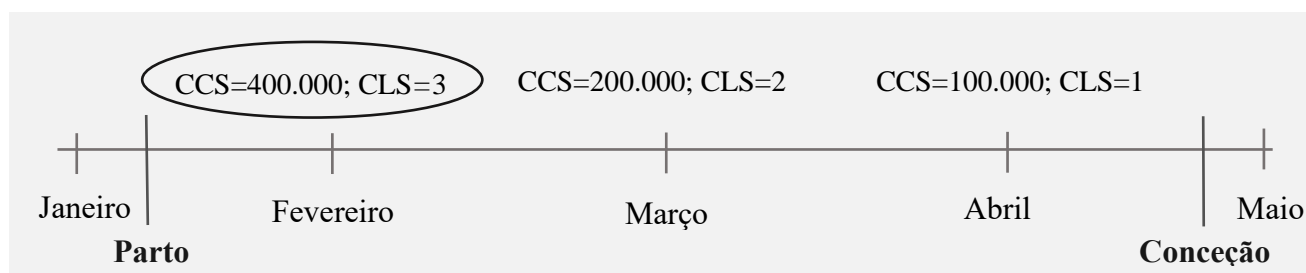 CCS=400.000; CLS=3 CCS=200.000; CLS=2 CCS=100.000; CLS=1
Janeiro Fevereiro Março Abril Maio
Parto Conceção